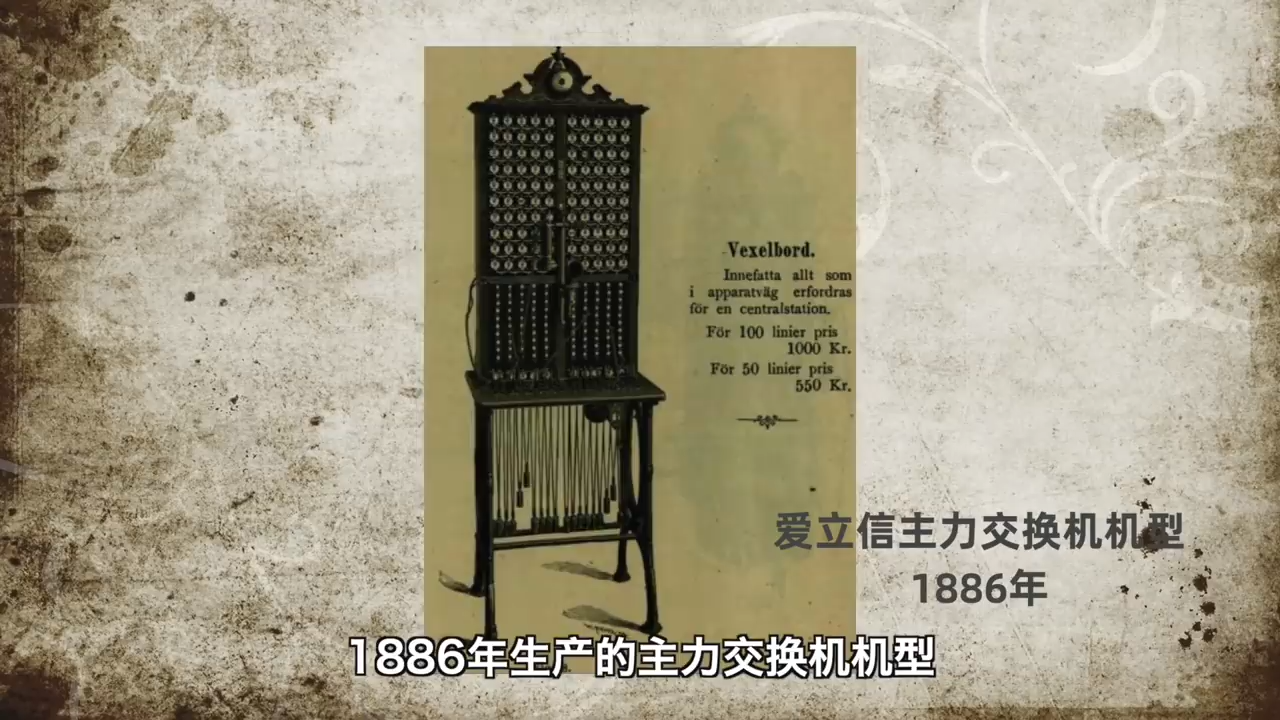 Vexelbord.
Innefatta allt som
i apparatväg erfordras
för en centralstation.
För 100 linier pris
1000 Kr.
För 50 linier pris
550 Kr.
爱立信主力交换机机型
1886年
1886年生产的主力交换机机型